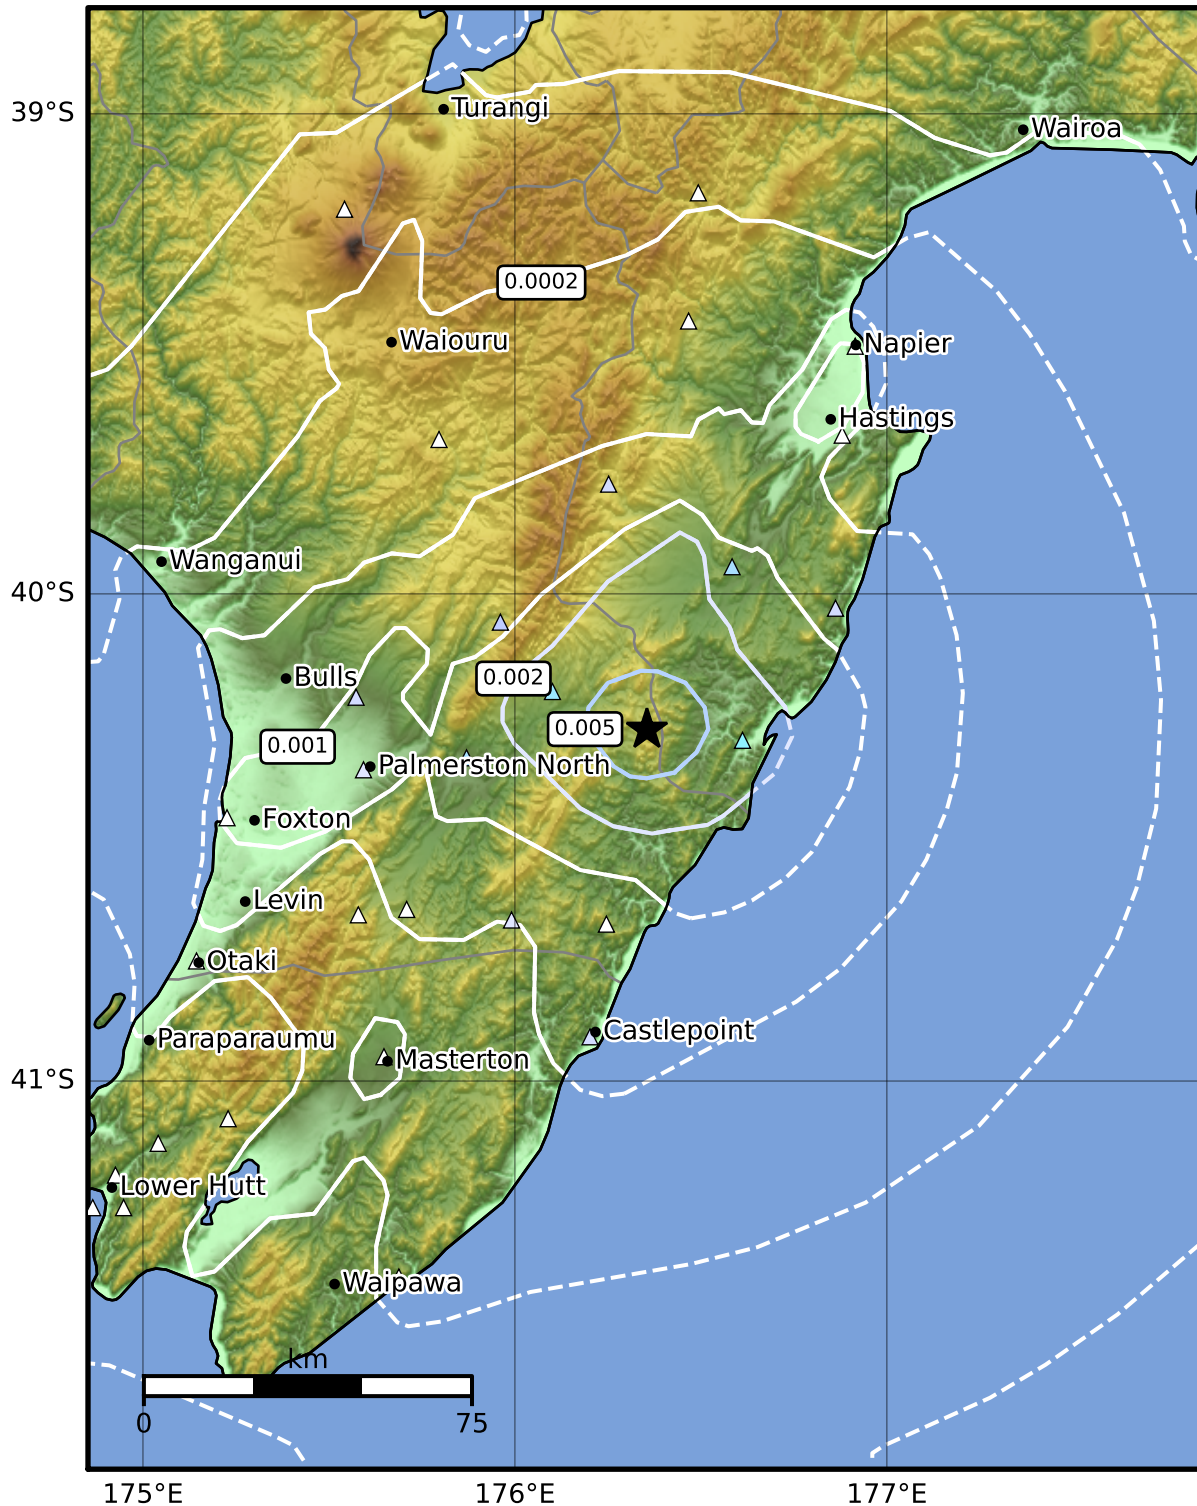 Turangi
39°S
Wairoa
0.0002
Waiouru
Napier
Hastings
Wanganui
40°S
Bulls
0.002
0.005
0.001
Palmerston North
Foxton
Levin
Otaki
Castlepoint
Paraparaumu
Masterton
41°S
Lower Hutt
Waipawa
km
0
75
175°E
176°E
177°E